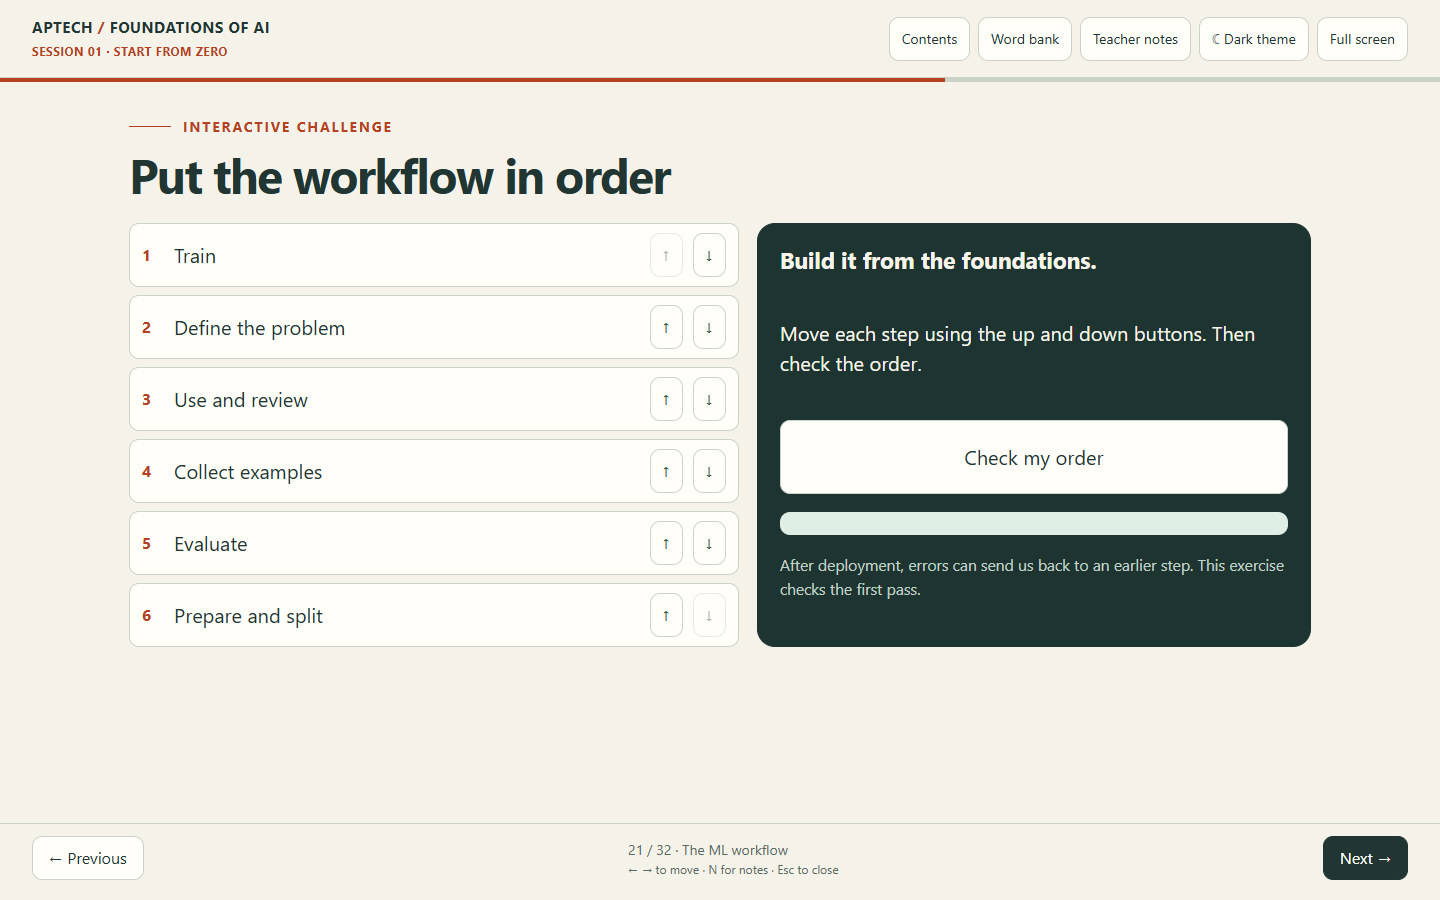 APTECH / FOUNDATIONS OF AI
SESSION 01 · START FROM ZERO
Contents
Word bank
Teacher notes
☾ Dark theme
Full screen
INTERACTIVE CHALLENGE
Put the workflow in order
1 Train ↑ ↓
2 Define the problem ↑ ↓
3 Use and review ↑ ↓
4 Collect examples ↑ ↓
5 Evaluate ↑ ↓
6 Prepare and split ↑ ↓
Build it from the foundations.
Move each step using the up and down buttons. Then
check the order.
Check my order
After deployment, errors can send us back to an earlier step. This exercise
checks the first pass.
← Previous
21 / 32 · The ML workflow
← → to move · N for notes · Esc to close
Next →